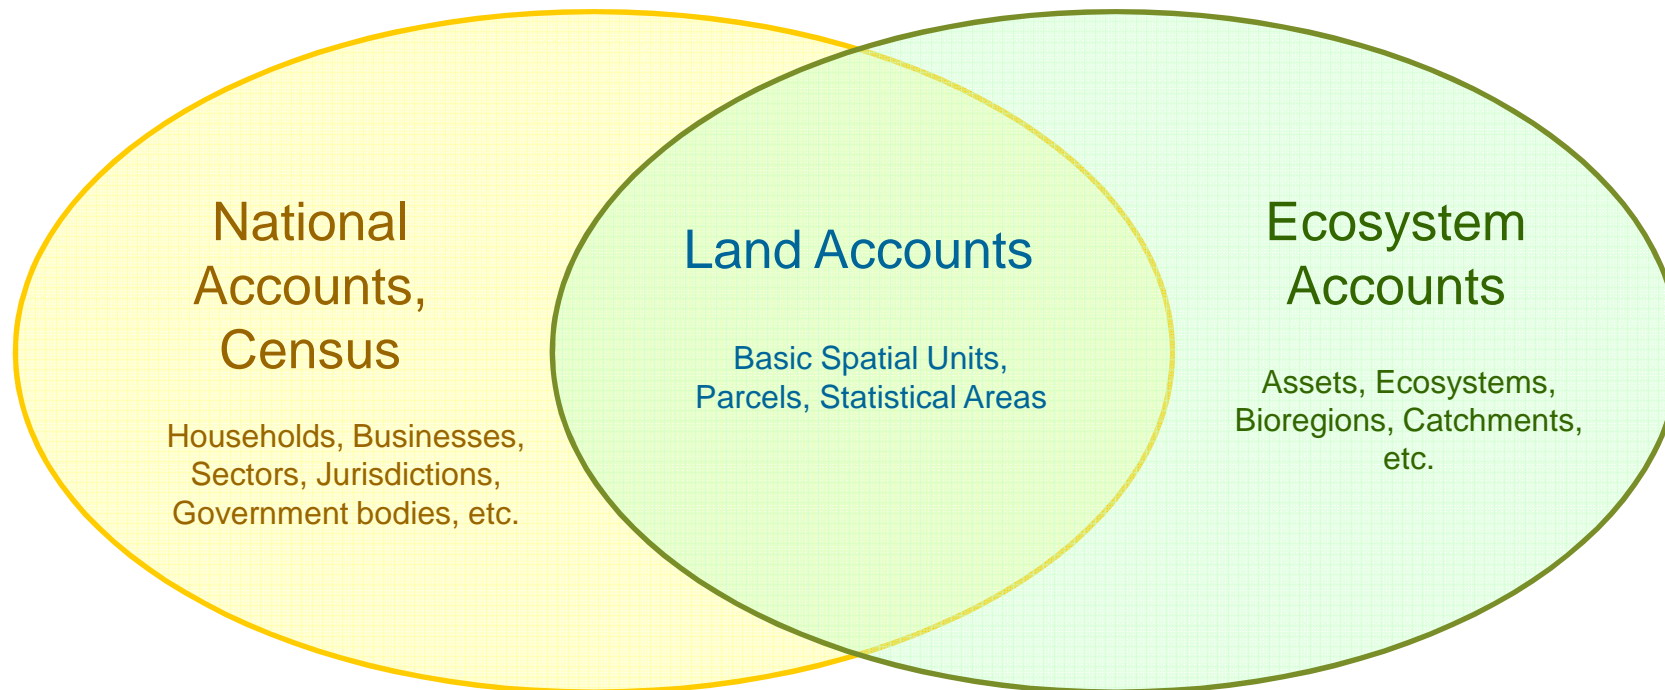 National
Accounts,
Census
Households, Businesses,
Sectors, Jurisdictions,
Government bodies, etc.
Land Accounts
Basic Spatial Units,
Parcels, Statistical Areas
Ecosystem
Accounts
Assets, Ecosystems,
Bioregions, Catchments,
etc.